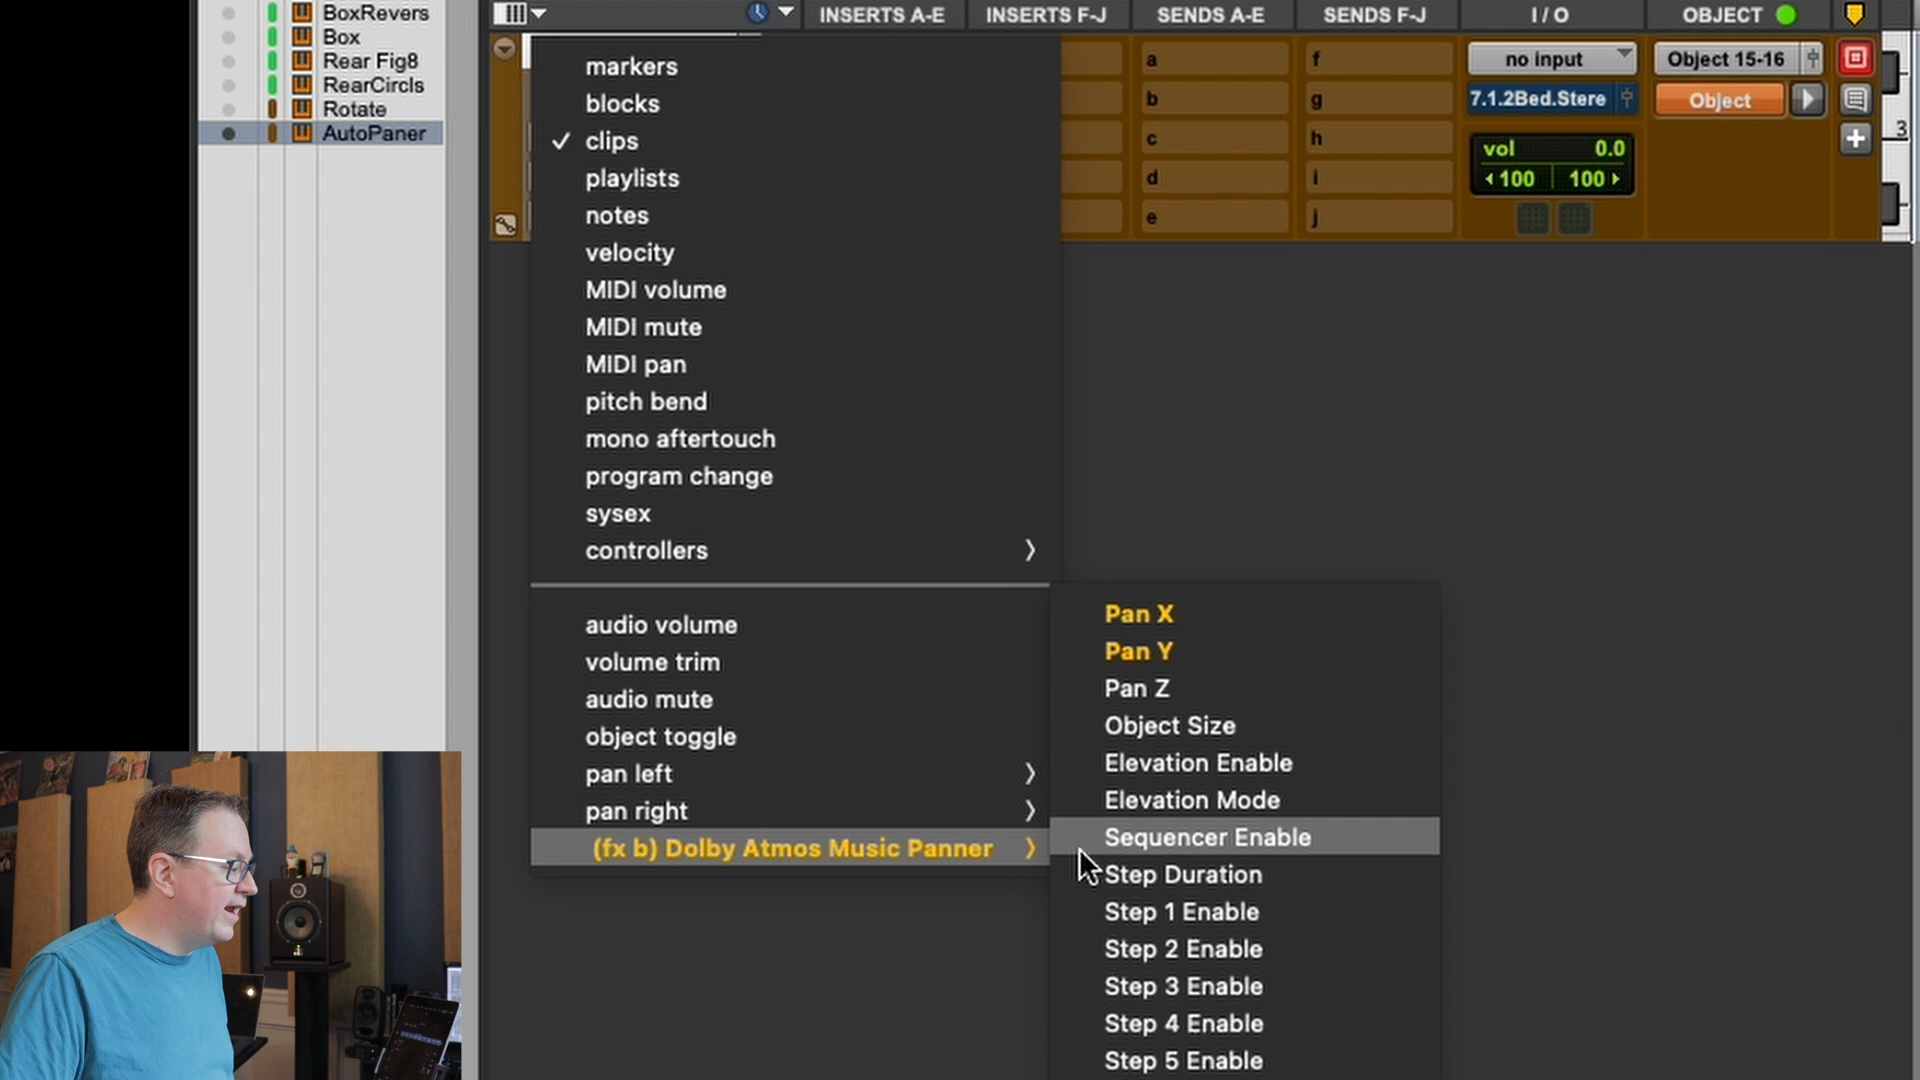 BoxRevers
Box
Rear Fig8
RearCircls
Rotate
AutoPaner
INSERTS A-E
INSERTS F-J
SENDS A-E
SENDS F-J
I / O
OBJECT
a
b
c
d
e
f
g
h
i
j
no input
7.1.2Bed.Stere
vol 0.0
100 100
Object 15-16
Object
3
markers
blocks
✓ clips
playlists
notes
velocity
MIDI volume
MIDI mute
MIDI pan
pitch bend
mono aftertouch
program change
sysex
controllers
audio volume
volume trim
audio mute
object toggle
pan left
pan right
(fx b) Dolby Atmos Music Panner
Pan X
Pan Y
Pan Z
Object Size
Elevation Enable
Elevation Mode
Sequencer Enable
Step Duration
Step 1 Enable
Step 2 Enable
Step 3 Enable
Step 4 Enable
Step 5 Enable